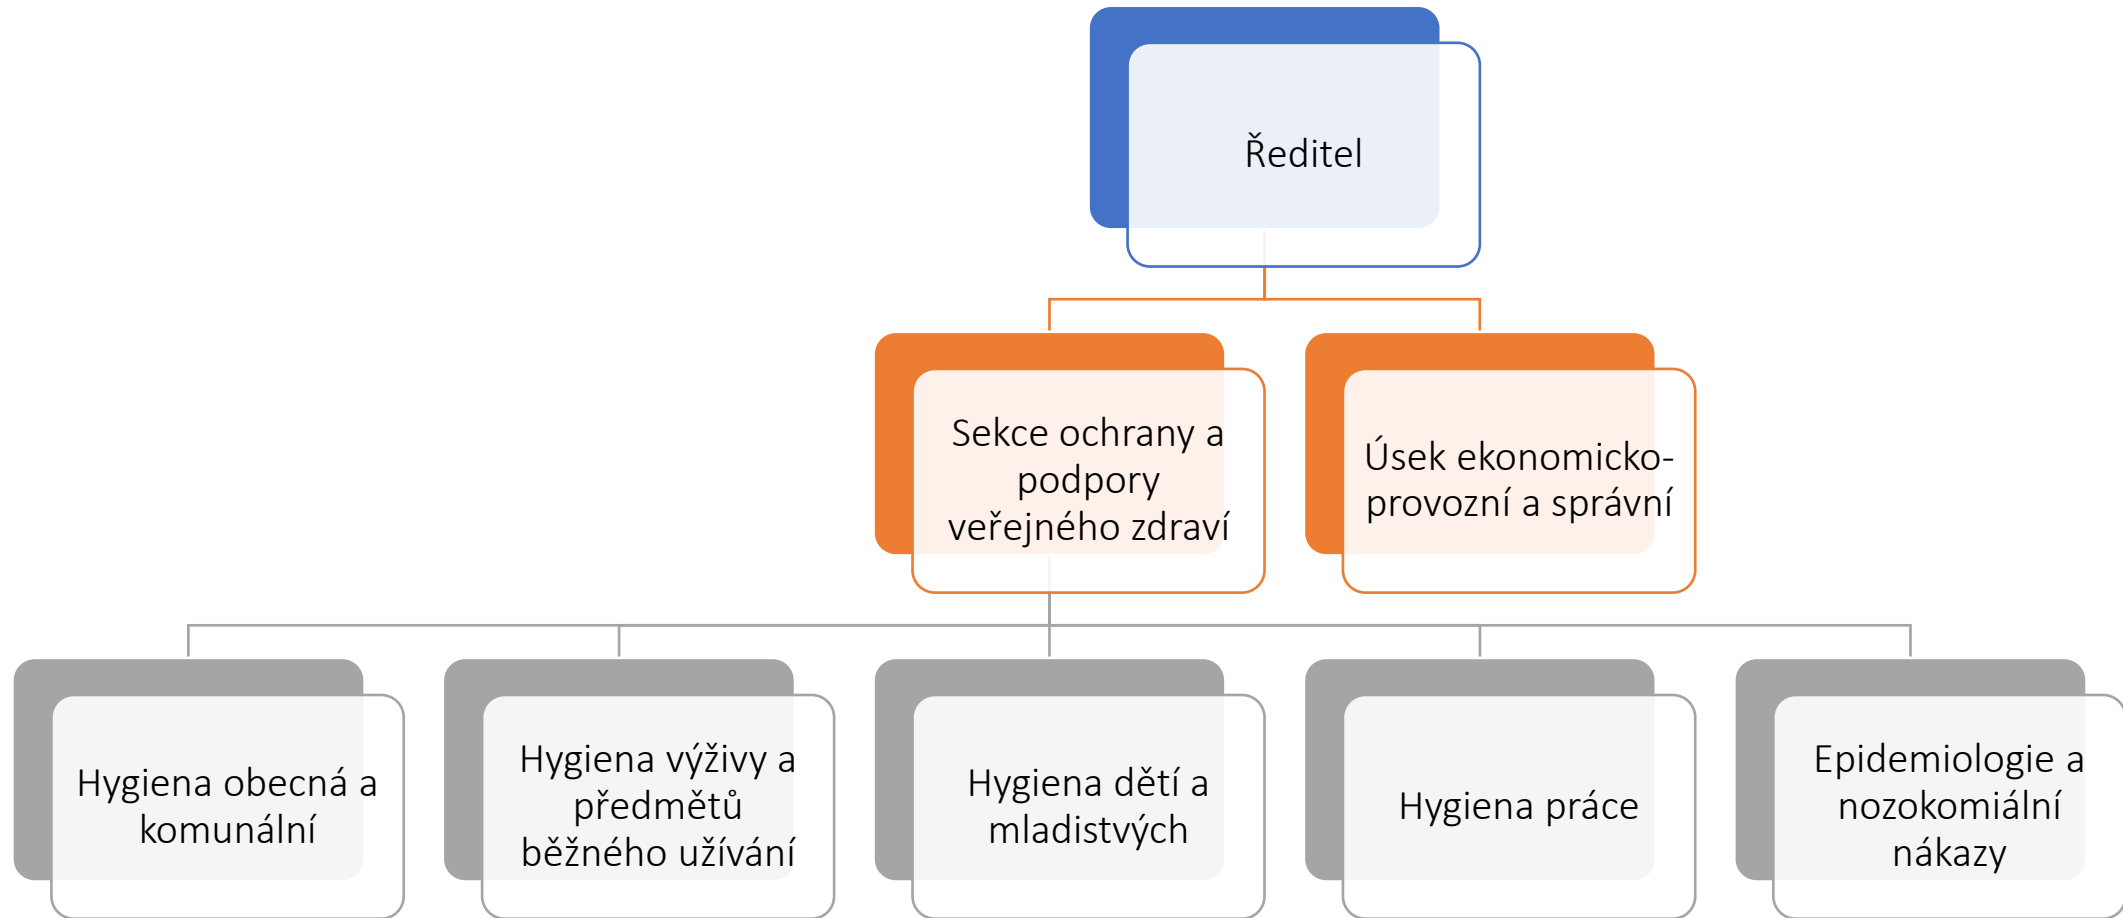 Ředitel
Sekce ochrany a
podpory
veřejného zdraví
Úsek ekonomicko-
provozní a správní
Hygiena obecná a
komunální
Hygiena výživy a
předmětů
běžného užívání
Hygiena dětí a
mladistvých
Hygiena práce
Epidemiologie a
nozokomiální
nákazy